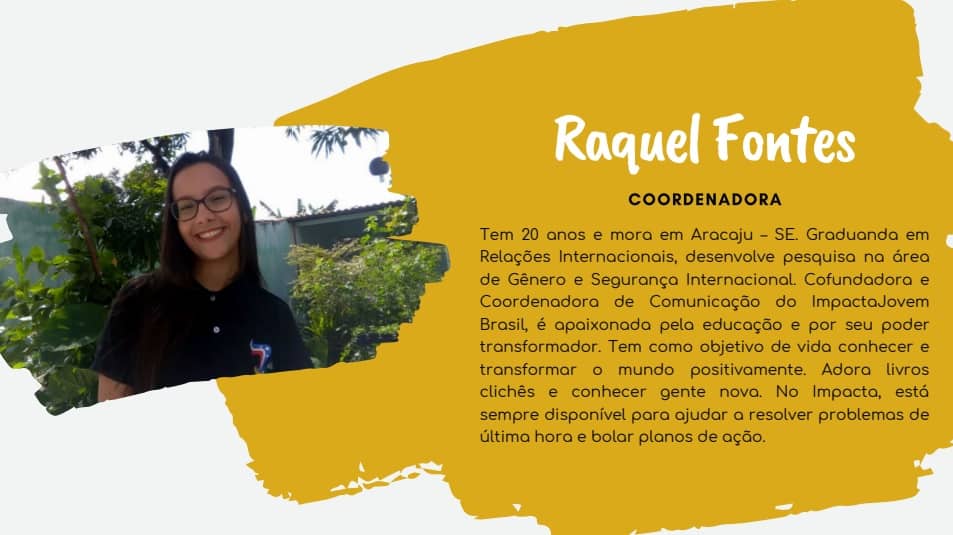 Raquel Fontes
COORDENADORA
Tem 20 anos e mora em Aracaju – SE. Graduanda em
Relações Internacionais, desenvolve pesquisa na área
de Gênero e Segurança Internacional. Cofundadora e
Coordenadora de Comunicação do ImpactaJovem
Brasil, é apaixonada pela educação e por seu poder
transformador. Tem como objetivo de vida conhecer e
transformar o mundo positivamente. Adora livros
clichês e conhecer gente nova. No Impacta, está
sempre disponível para ajudar a resolver problemas de
última hora e bolar planos de ação.